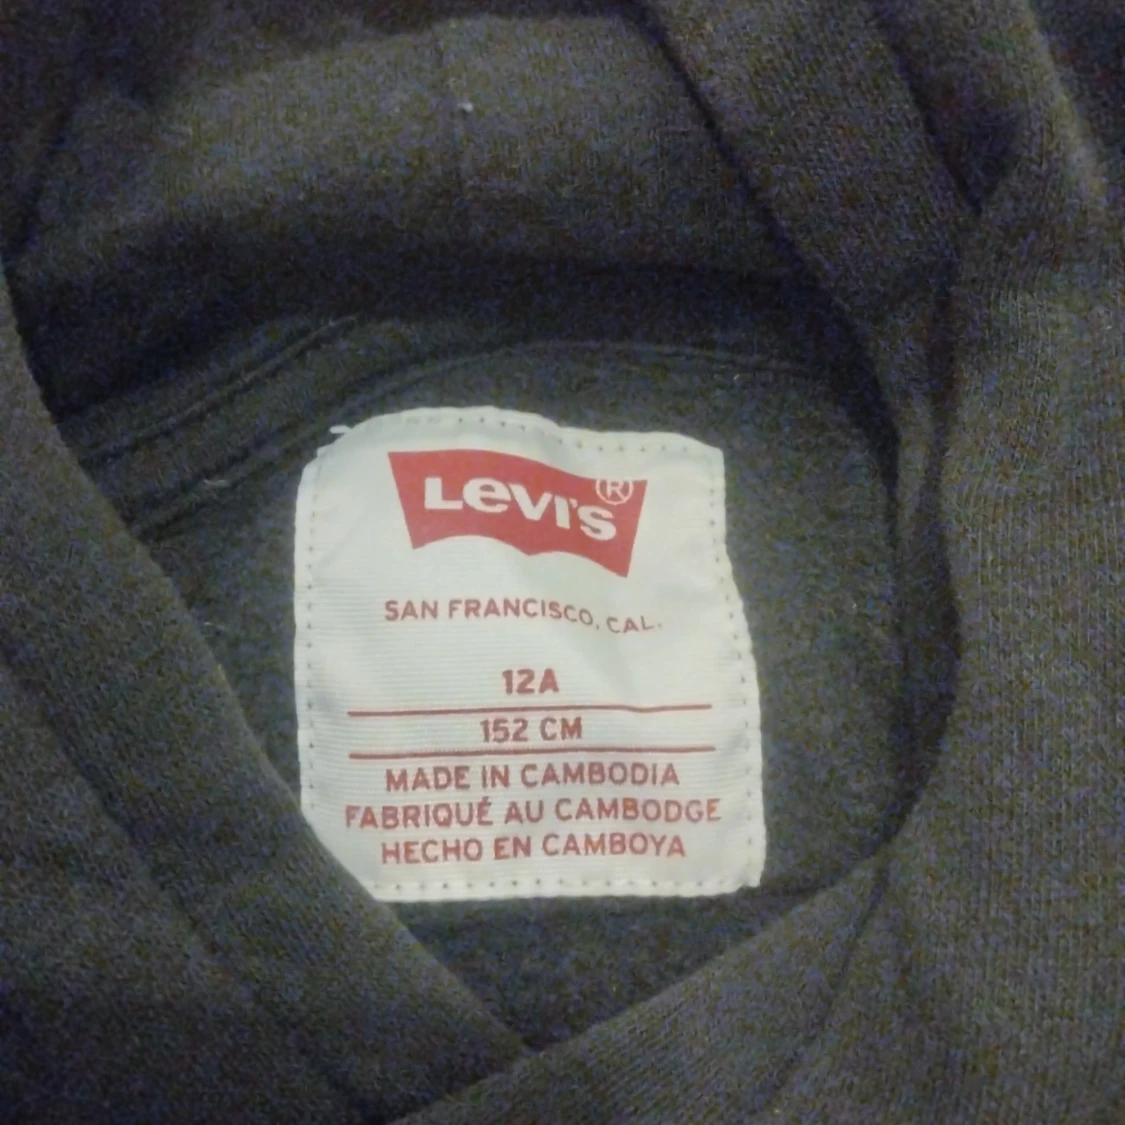 Levi's®
SAN FRANCISCO, CAL.
12A
152 CM
MADE IN CAMBODIA
FABRIQUÉ AU CAMBODGE
HECHO EN CAMBOYA